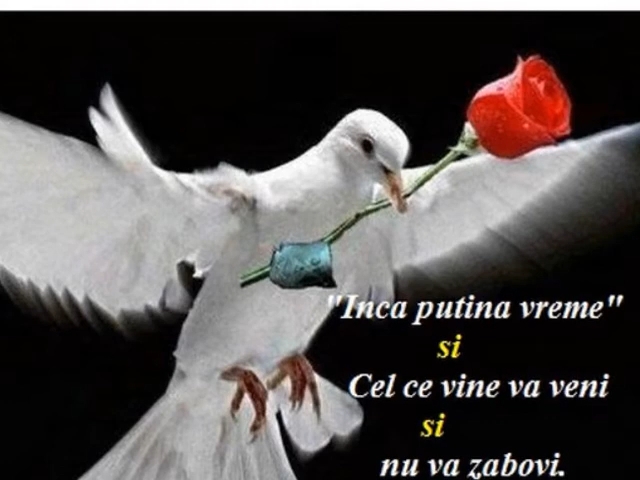 "Inca putina vreme"
si
Cel ce vine va veni
si
nu va zabovi.